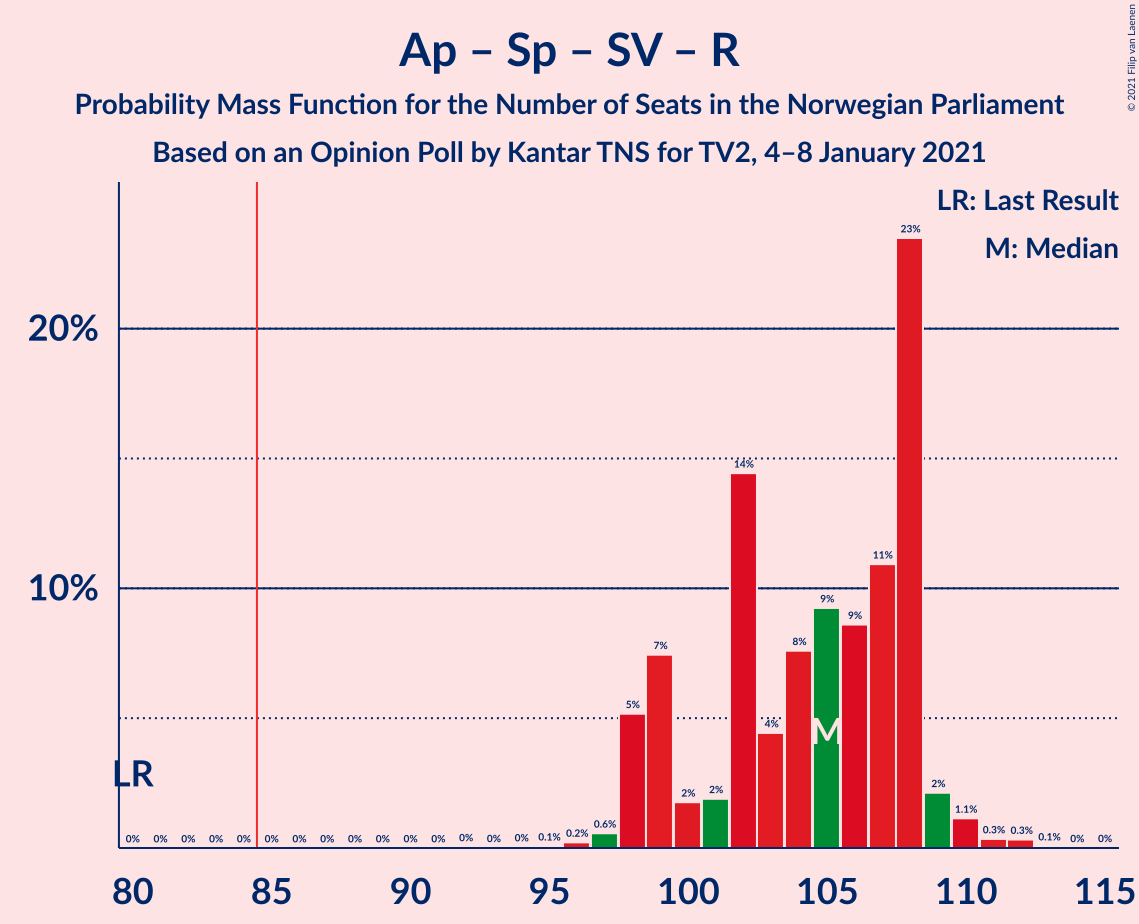 Ap – Sp – SV – R
Probability Mass Function for the Number of Seats in the Norwegian Parliament
Based on an Opinion Poll by Kantar TNS for TV2, 4–8 January 2021
© 2021 Filip van Laenen
LR: Last Result
M: Median
20%
10%
LR
M
0% 0% 0% 0% 0% 0% 0% 0% 0% 0% 0% 0% 0% 0% 0% 0.1% 0.2% 0.6% 5% 7% 2% 2% 14% 4% 8% 9% 9% 11% 23% 2% 1.1% 0.3% 0.3% 0.1% 0% 0%
80 85 90 95 100 105 110 115